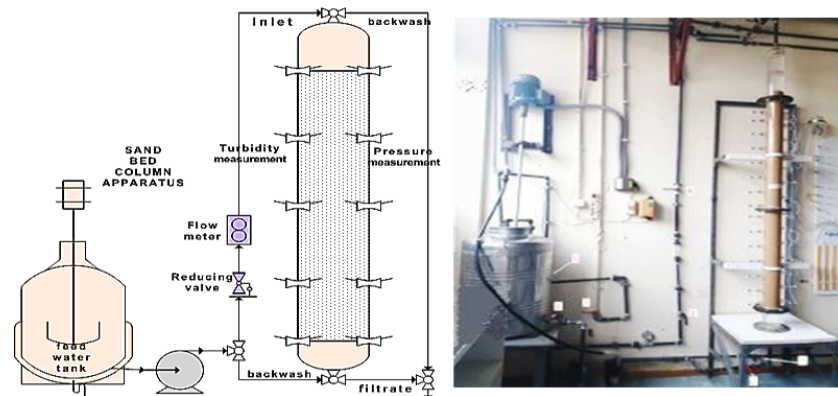 Inlet
backwash
SAND
BED
COLUMN
APPARATUS
Turbidity
measurement
Pressure
measurement
Flow
meter
Reducing
valve
feed
water
tank
backwash
filtrate